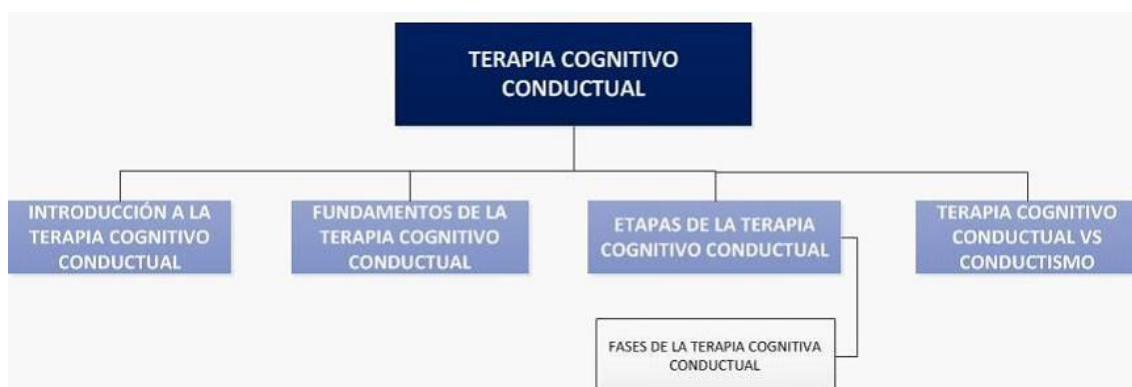 TERAPIA COGNITIVO
CONDUCTUAL
INTRODUCCIÓN A LA
TERAPIA COGNITIVO
CONDUCTUAL
FUNDAMENTOS DE LA
TERAPIA COGNITIVO
CONDUCTUAL
ETAPAS DE LA TERAPIA
COGNITIVO CONDUCTUAL
TERAPIA COGNITIVO
CONDUCTUAL VS
CONDUCTISMO
FASES DE LA TERAPIA COGNITIVA
CONDUCTUAL